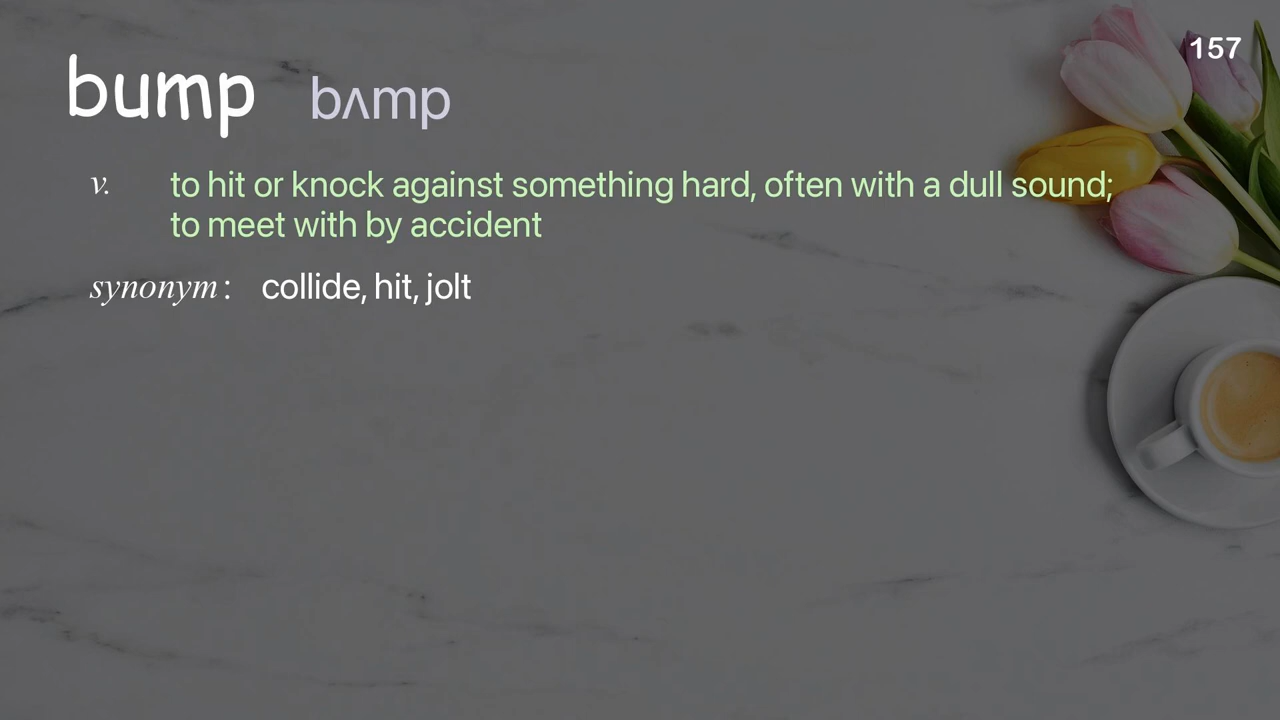 157
bump bʌmp
v. to hit or knock against something hard, often with a dull sound;
to meet with by accident
synonym: collide, hit, jolt